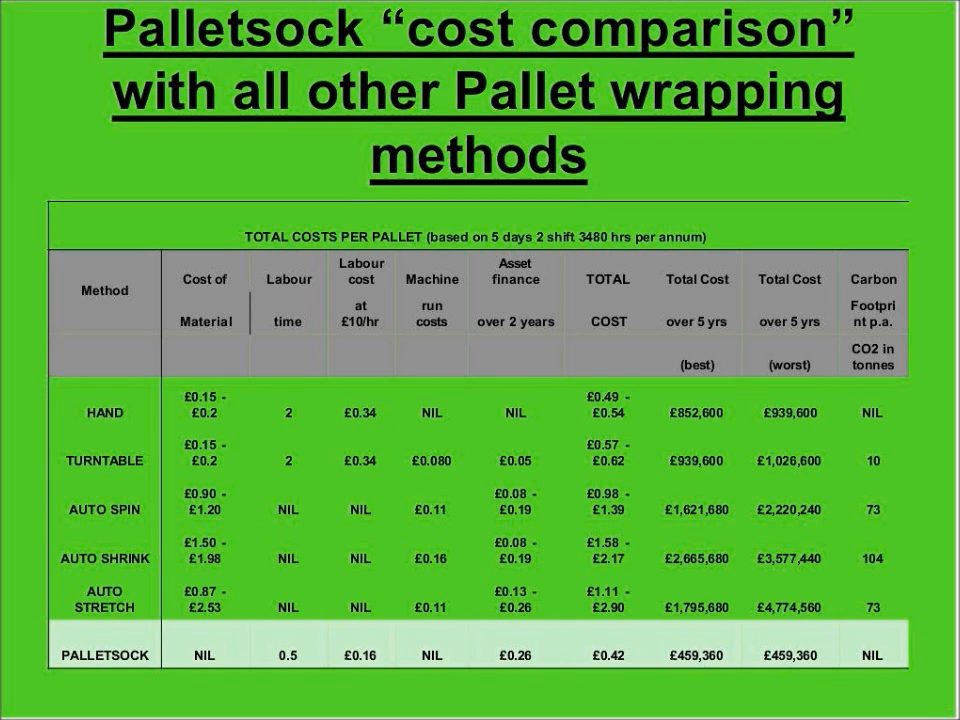 Palletsock “cost comparison”
with all other Pallet wrapping
methods
TOTAL COSTS PER PALLET (based on 5 days 2 shift 3480 hrs per annum)
Method
Cost of
Material
Labour
time
Labour
cost
at
£10/hr
Machine
run
costs
Asset
finance
over 2 years
TOTAL
COST
Total Cost
over 5 yrs
(best)
Total Cost
over 5 yrs
(worst)
Carbon
Footpri
nt p.a.
CO2 in
tonnes
HAND
£0.15 -
£0.2
2
£0.34
NIL
NIL
£0.49 -
£0.54
£852,600
£939,600
NIL
TURNTABLE
£0.15 -
£0.2
2
£0.34
£0.080
£0.05
£0.57 -
£0.62
£939,600
£1,026,600
10
AUTO SPIN
£0.90 -
£1.20
NIL
NIL
£0.11
£0.08 -
£0.19
£0.98 -
£1.39
£1,621,680
£2,220,240
73
AUTO SHRINK
£1.50 -
£1.98
NIL
NIL
£0.16
£0.08 -
£0.19
£1.58 -
£2.17
£2,665,680
£3,577,440
104
AUTO
STRETCH
£0.87 -
£2.53
NIL
NIL
£0.11
£0.13 -
£0.26
£1.11 -
£2.90
£1,795,680
£4,774,560
73
PALLETSOCK
NIL
0.5
£0.16
NIL
£0.26
£0.42
£459,360
£459,360
NIL